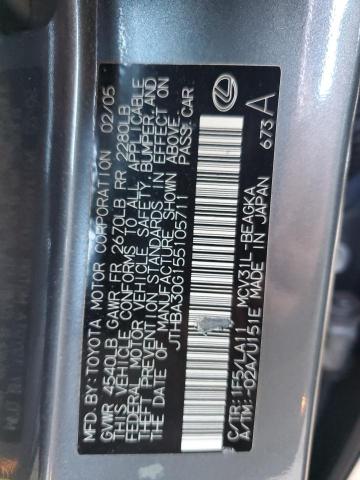 MFD. BY: TOYOTA MOTOR CORPORATION 02/05
GVWR 4540LB GAWR FR 2670LB RR 2280LB
THIS VEHICLE CONFORMS TO ALL APPLICABLE
FEDERAL MOTOR VEHICLE SAFETY, BUMPER, AND
THEFT PREVENTION STANDARDS IN EFFECT ON
THE DATE OF MANUFACTURE SHOWN ABOVE.
JTHBA30G155105711 PASS. CAR
C/TR: 1F5/LA11 MCV31L-BEAGKA
A/TM: -02A/U151E MADE IN JAPAN 673 A